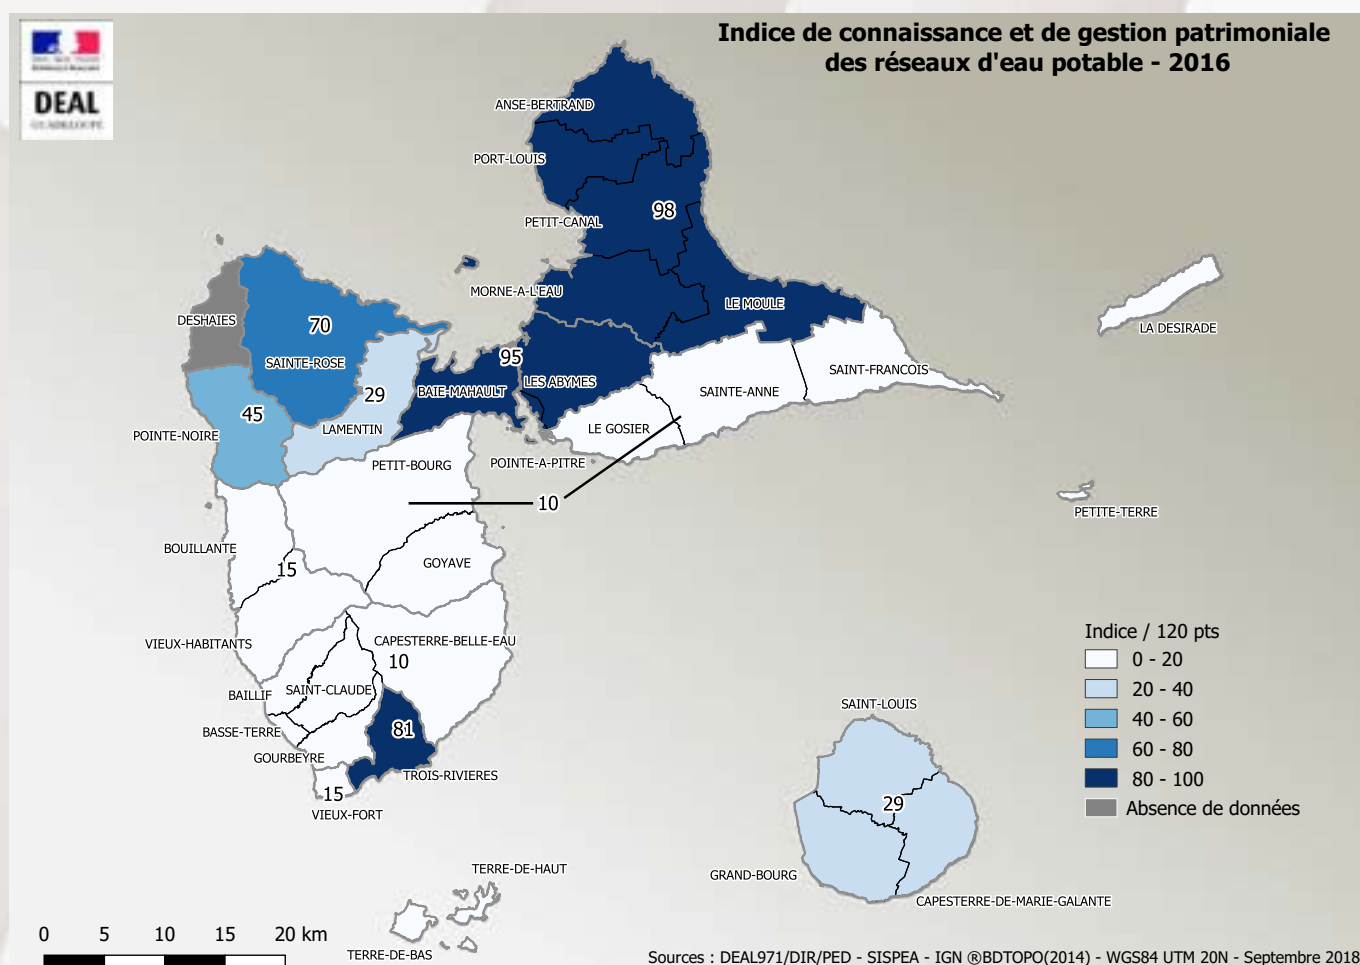 Indice de connaissance et de gestion patrimoniale
des réseaux d'eau potable - 2016
DEAL
GUADELOUPE
ANSE-BERTRAND
PORT-LOUIS
98
PETIT-CANAL
MORNE-A-L'EAU
LE MOULE
DESHAIES
70
SAINTE-ROSE
LA DESIRADE
95
LES ABYMES
BAIE-MAHAULT
SAINT-FRANCOIS
SAINTE-ANNE
29
45
LAMENTIN
LE GOSIER
POINTE-NOIRE
PETIT-BOURG
POINTE-A-PITRE
10
PETITE-TERRE
BOUILLANTE
15
GOYAVE
VIEUX-HABITANTS
CAPESTERRE-BELLE-EAU
10
BAILLIF
SAINT-CLAUDE
BASSE-TERRE
81
GOURBEYRE
TROIS-RIVIERES
15
VIEUX-FORT
Indice / 120 pts
0 - 20
20 - 40
40 - 60
60 - 80
80 - 100
Absence de données
SAINT-LOUIS
29
GRAND-BOURG
CAPESTERRE-DE-MARIE-GALANTE
TERRE-DE-HAUT
TERRE-DE-BAS
0 5 10 15 20 km
Sources : DEAL971/DIR/PED - SISPEA - IGN ®BDTOPO(2014) - WGS84 UTM 20N - Septembre 2018